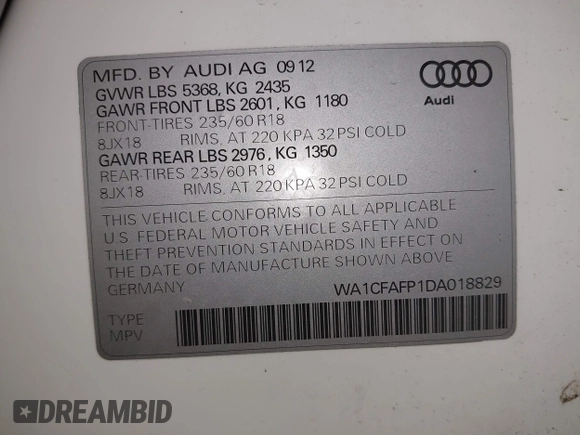 MFD. BY AUDI AG 0912
GVWR LBS 5368, KG 2435
GAWR FRONT LBS 2601, KG 1180
FRONT-TIRES 235/60 R18
8JX18 RIMS, AT 220 KPA 32 PSI COLD
GAWR REAR LBS 2976, KG 1350
REAR-TIRES 235/60 R18
8JX18 RIMS, AT 220 KPA 32 PSI COLD
Audi
THIS VEHICLE CONFORMS TO ALL APPLICABLE
U.S. FEDERAL MOTOR VEHICLE SAFETY AND
THEFT PREVENTION STANDARDS IN EFFECT ON
THE DATE OF MANUFACTURE SHOWN ABOVE
GERMANY
WA1CFAFP1DA018829
TYPE
MPV
DREAMBID